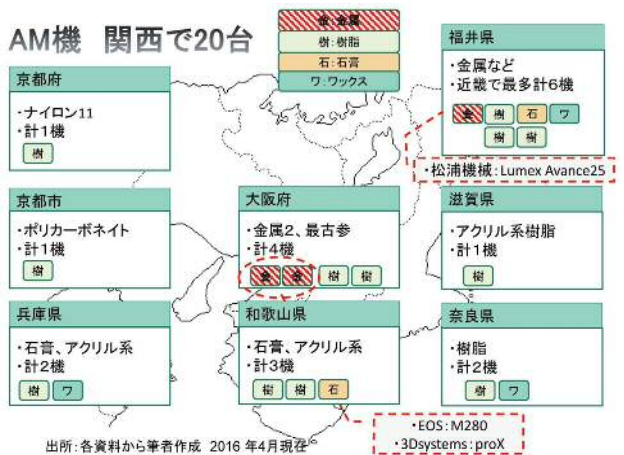 AM機 関西で20台
金:金属
樹:樹脂
石:石膏
ワ:ワックス
福井県
・金属など
・近畿で最多計6機
金 樹 石 ワ
樹 樹
・松浦機械:Lumex Avance25
京都府
・ナイロン11
・計1機
樹
京都市
・ポリカーボネイト
・計1機
樹
大阪府
・金属2、最古参
・計4機
金 金 樹 樹
滋賀県
・アクリル系樹脂
・計1機
樹
兵庫県
・石膏、アクリル系
・計2機
樹 ワ
和歌山県
・石膏、アクリル系
・計3機
樹 樹 石
奈良県
・樹脂
・計2機
樹 ワ
・EOS:M280
・3Dsystems:proX
出所:各資料から筆者作成 2016 年4月現在